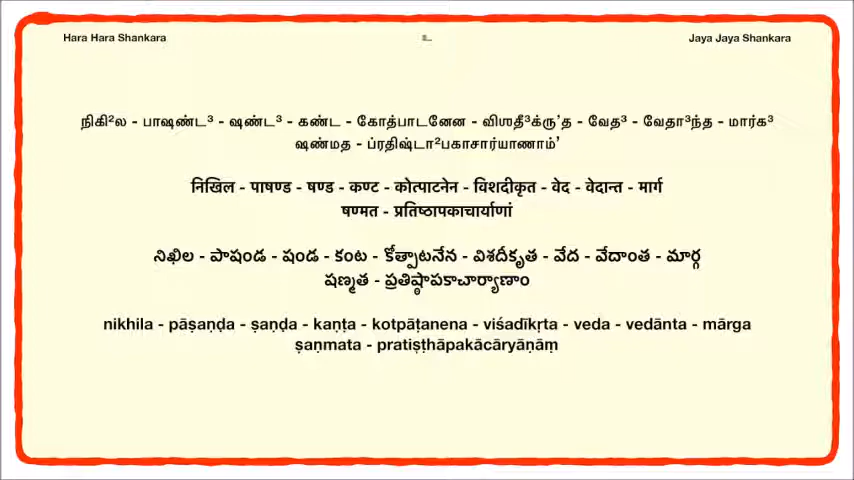 Hara Hara Shankara
Jaya Jaya Shankara
நிகி²ல - பாஷண்ட³ - ஷண்ட³ - கண்ட - கோத்பாடனேன - விஶதீ³க்ரு’த - வேத³ - வேதா³ந்த - மார்க³
ஷண்மத - ப்ரதிஷ்டா²பகாசார்யாணாம்’
निखिल - पाषण्ड - षण्ड - कण्ट - कोत्पाटनेन - विशदीकृत - वेद - वेदान्त - मार्ग
षण्मत - प्रतिष्ठापकाचार्याणां
నిఖిల - పాషండ - షండ - కంట - కోత్పాటనేన - విశదీకృత - వేద - వేదాంత - మార్గ
షణ్మత - ప్రతిష్ఠాపకాచార్యాణాం
nikhila - pāṣaṇḍa - ṣaṇḍa - kaṇṭa - kotpāṭanena - viśadīkṛta - veda - vedānta - mārga
ṣaṇmata - pratiṣṭhāpakācāryāṇāṃ